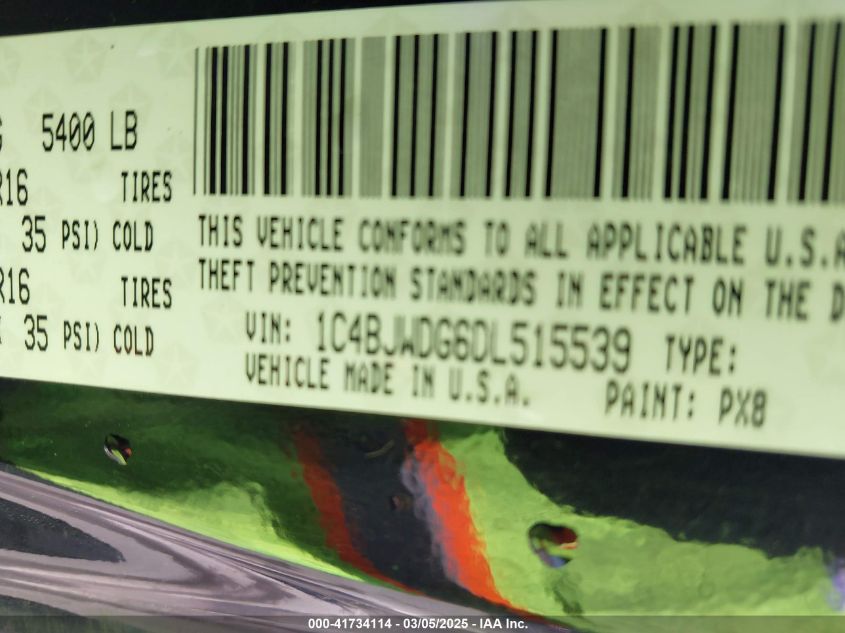 5400 LB
R16 TIRES
35 PSI) COLD
R16 TIRES
35 PSI) COLD
THIS VEHICLE CONFORMS TO ALL APPLICABLE U.S.A
THEFT PREVENTION STANDARDS IN EFFECT ON THE D
VIN: 1C4BJWDG6DL515539 TYPE:
VEHICLE MADE IN U.S.A. PAINT: PX8
000-41734114 - 03/05/2025 - IAA Inc.